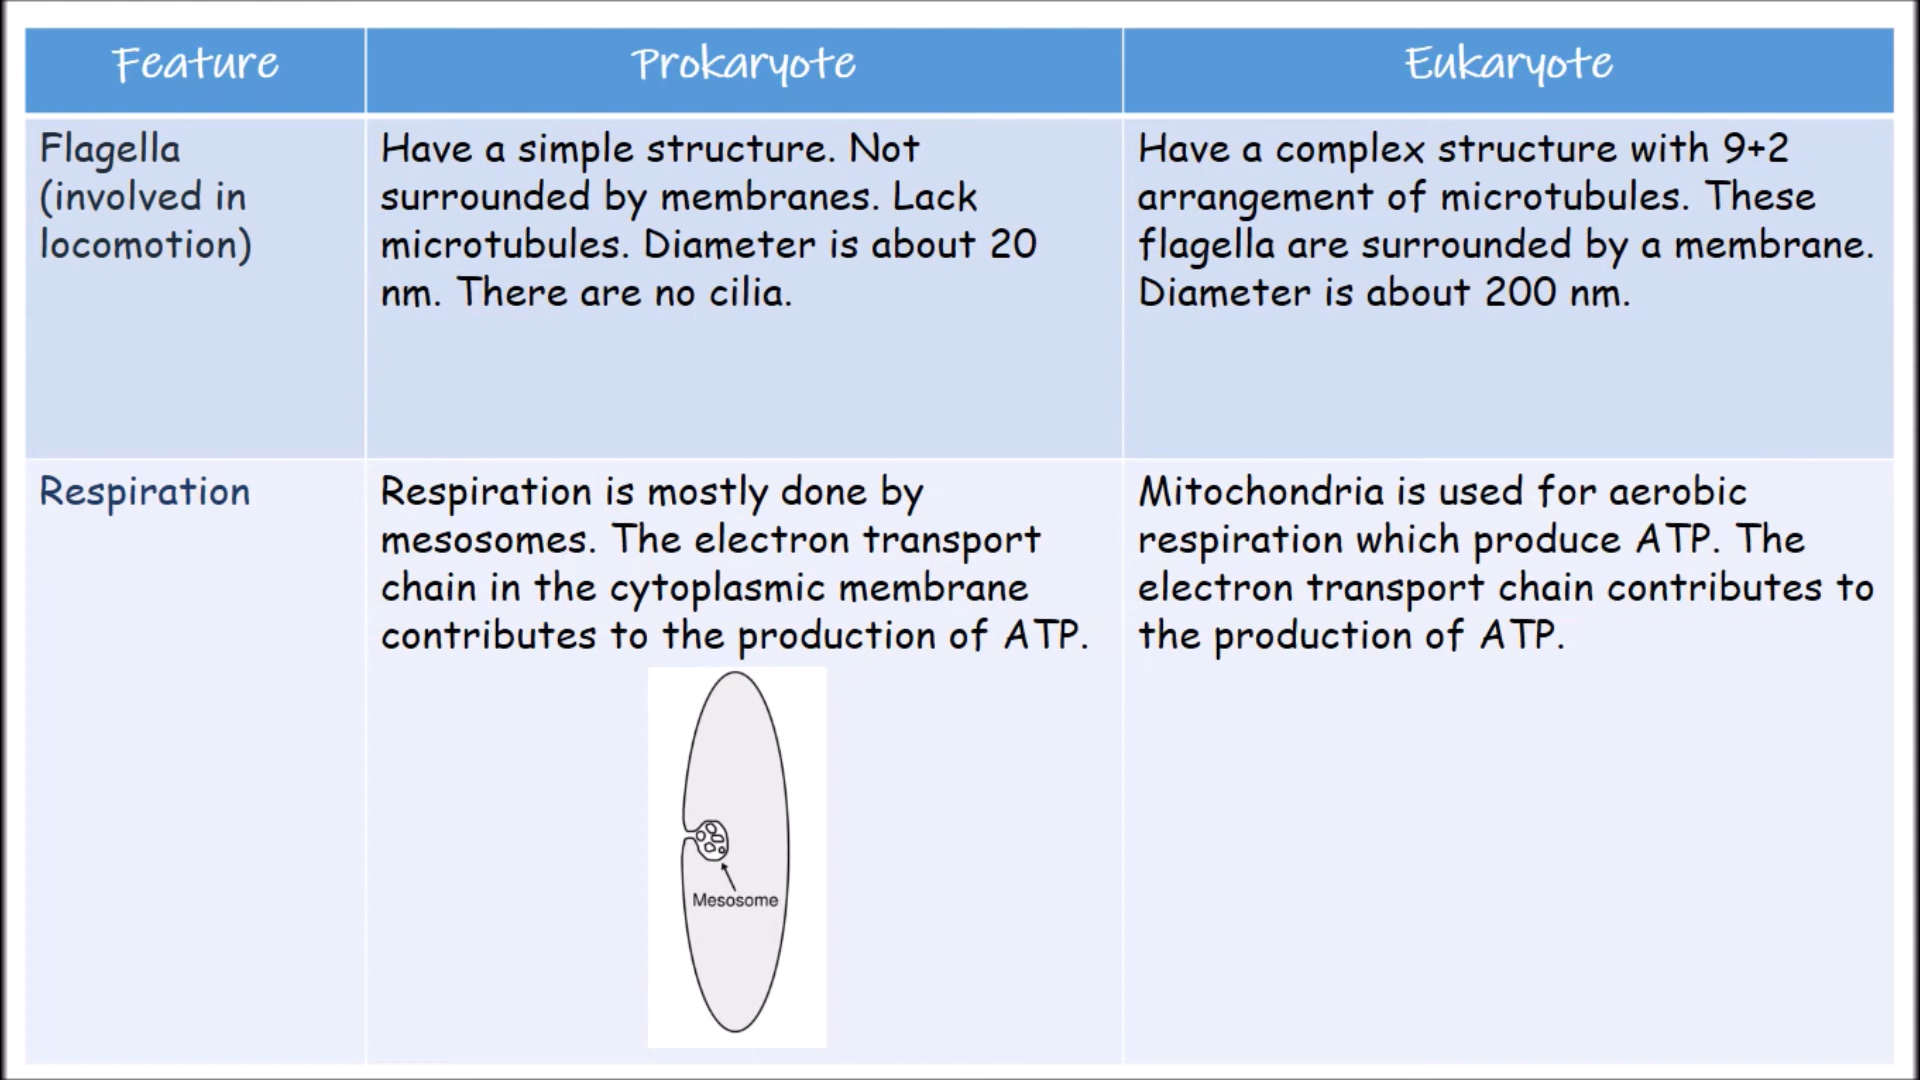 Feature
Prokaryote
Eukaryote
Flagella
(involved in
locomotion)
Have a simple structure. Not
surrounded by membranes. Lack
microtubules. Diameter is about 20
nm. There are no cilia.
Have a complex structure with 9+2
arrangement of microtubules. These
flagella are surrounded by a membrane.
Diameter is about 200 nm.
Respiration
Respiration is mostly done by
mesosomes. The electron transport
chain in the cytoplasmic membrane
contributes to the production of ATP.
Mesosome
Mitochondria is used for aerobic
respiration which produce ATP. The
electron transport chain contributes to
the production of ATP.